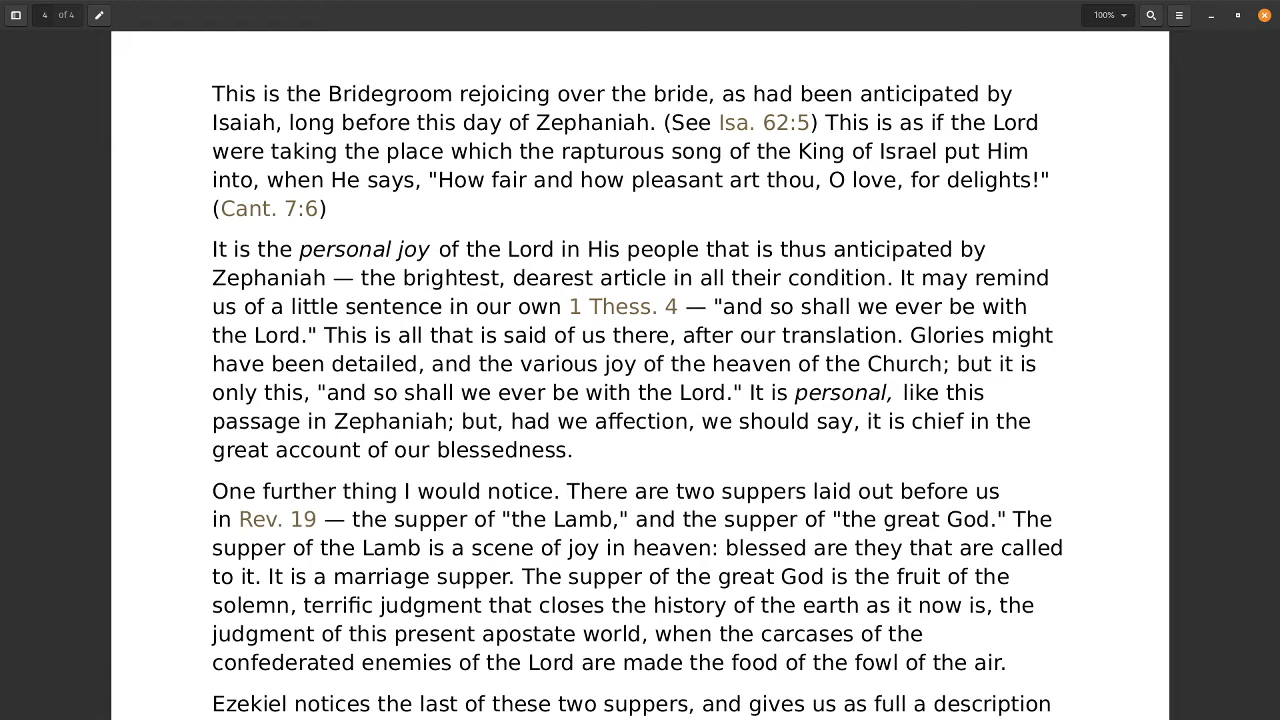 4 of 4
100%
This is the Bridegroom rejoicing over the bride, as had been anticipated by
Isaiah, long before this day of Zephaniah. (See Isa. 62:5) This is as if the Lord
were taking the place which the rapturous song of the King of Israel put Him
into, when He says, "How fair and how pleasant art thou, O love, for delights!"
(Cant. 7:6)
It is the personal joy of the Lord in His people that is thus anticipated by
Zephaniah — the brightest, dearest article in all their condition. It may remind
us of a little sentence in our own 1 Thess. 4 — "and so shall we ever be with
the Lord." This is all that is said of us there, after our translation. Glories might
have been detailed, and the various joy of the heaven of the Church; but it is
only this, "and so shall we ever be with the Lord." It is personal, like this
passage in Zephaniah; but, had we affection, we should say, it is chief in the
great account of our blessedness.
One further thing I would notice. There are two suppers laid out before us
in Rev. 19 — the supper of "the Lamb," and the supper of "the great God." The
supper of the Lamb is a scene of joy in heaven: blessed are they that are called
to it. It is a marriage supper. The supper of the great God is the fruit of the
solemn, terrific judgment that closes the history of the earth as it now is, the
judgment of this present apostate world, when the carcases of the
confederated enemies of the Lord are made the food of the fowl of the air.
Ezekiel notices the last of these two suppers, and gives us as full a description